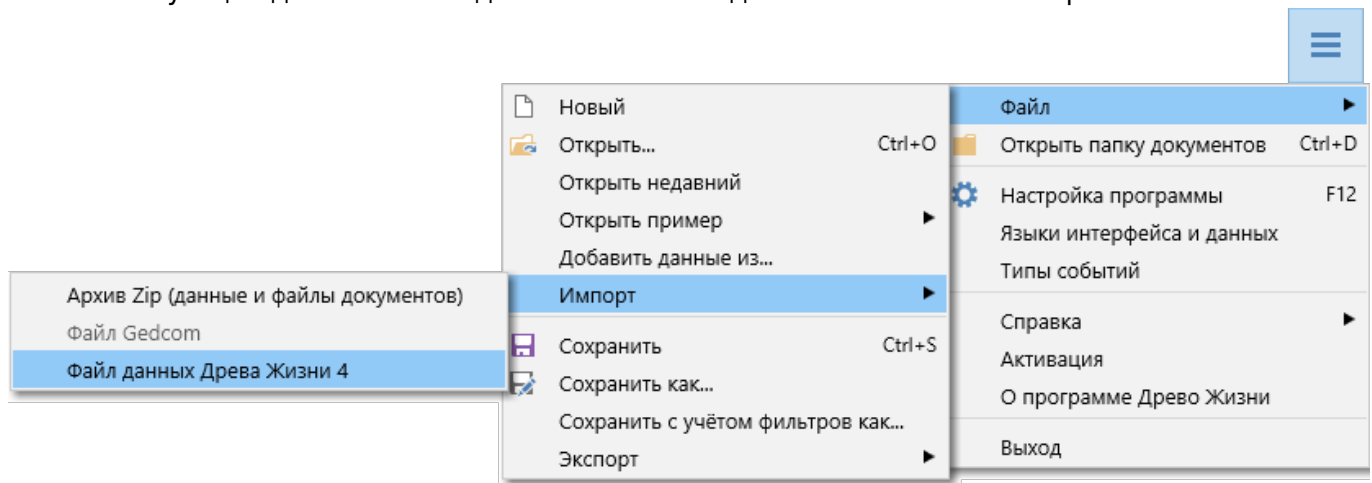 Новый
Открыть... Ctrl+O
Открыть недавний
Открыть пример
Добавить данные из...
Импорт
Сохранить Ctrl+S
Сохранить как...
Сохранить с учётом фильтров как...
Экспорт
Файл
Открыть папку документов Ctrl+D
Настройка программы F12
Языки интерфейса и данных
Типы событий
Справка
Активация
О программе Древо Жизни
Выход
Архив Zip (данные и файлы документов)
Файл Gedcom
Файл данных Древа Жизни 4